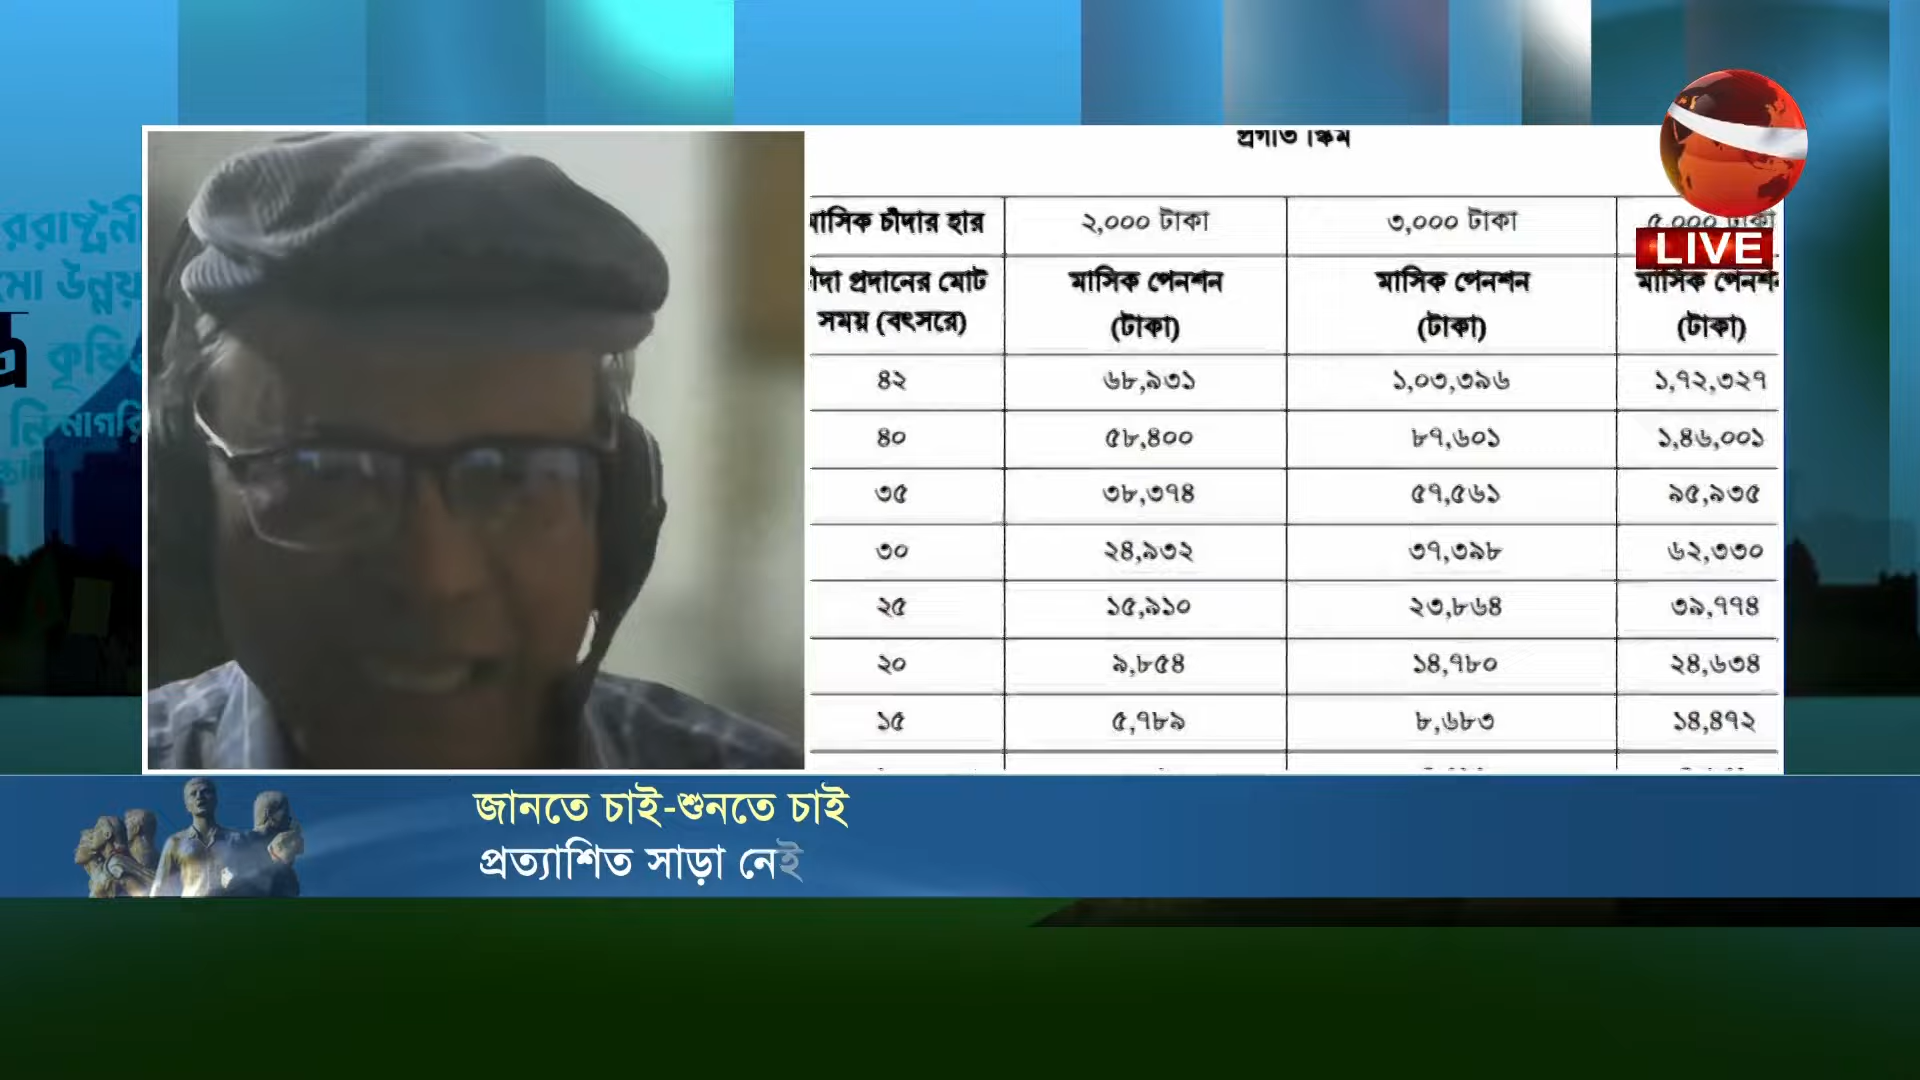 প্রগতি স্কিম
LIVE
মাসিক চাঁদার হার ২,০০০ টাকা ৩,০০০ টাকা ৫,০০০ টাকা
চাঁদা প্রদানের মোট সময় (বৎসরে) মাসিক পেনশন (টাকা) মাসিক পেনশন (টাকা) মাসিক পেনশন (টাকা)
৪২ ৬৮,৯৩১ ১,০৩,৩৯৬ ১,৭২,৩২৭
৪০ ৫৮,৪০০ ৮৭,৬০১ ১,৪৬,০০১
৩৫ ৩৮,৩৭৪ ৫৭,৫৬১ ৯৫,৯৩৫
৩০ ২৪,৯৩২ ৩৭,৩৯৮ ৬২,৩৩০
২৫ ১৫,৯১০ ২৩,৮৬৪ ৩৯,৭৭৪
২০ ৯,৮৫৪ ১৪,৭৮০ ২৪,৬৩৪
১৫ ৫,৭৮৯ ৮,৬৮৩ ১৪,৪৭২
জানতে চাই-শুনতে চাই
প্রত্যাশিত সাড়া নেই